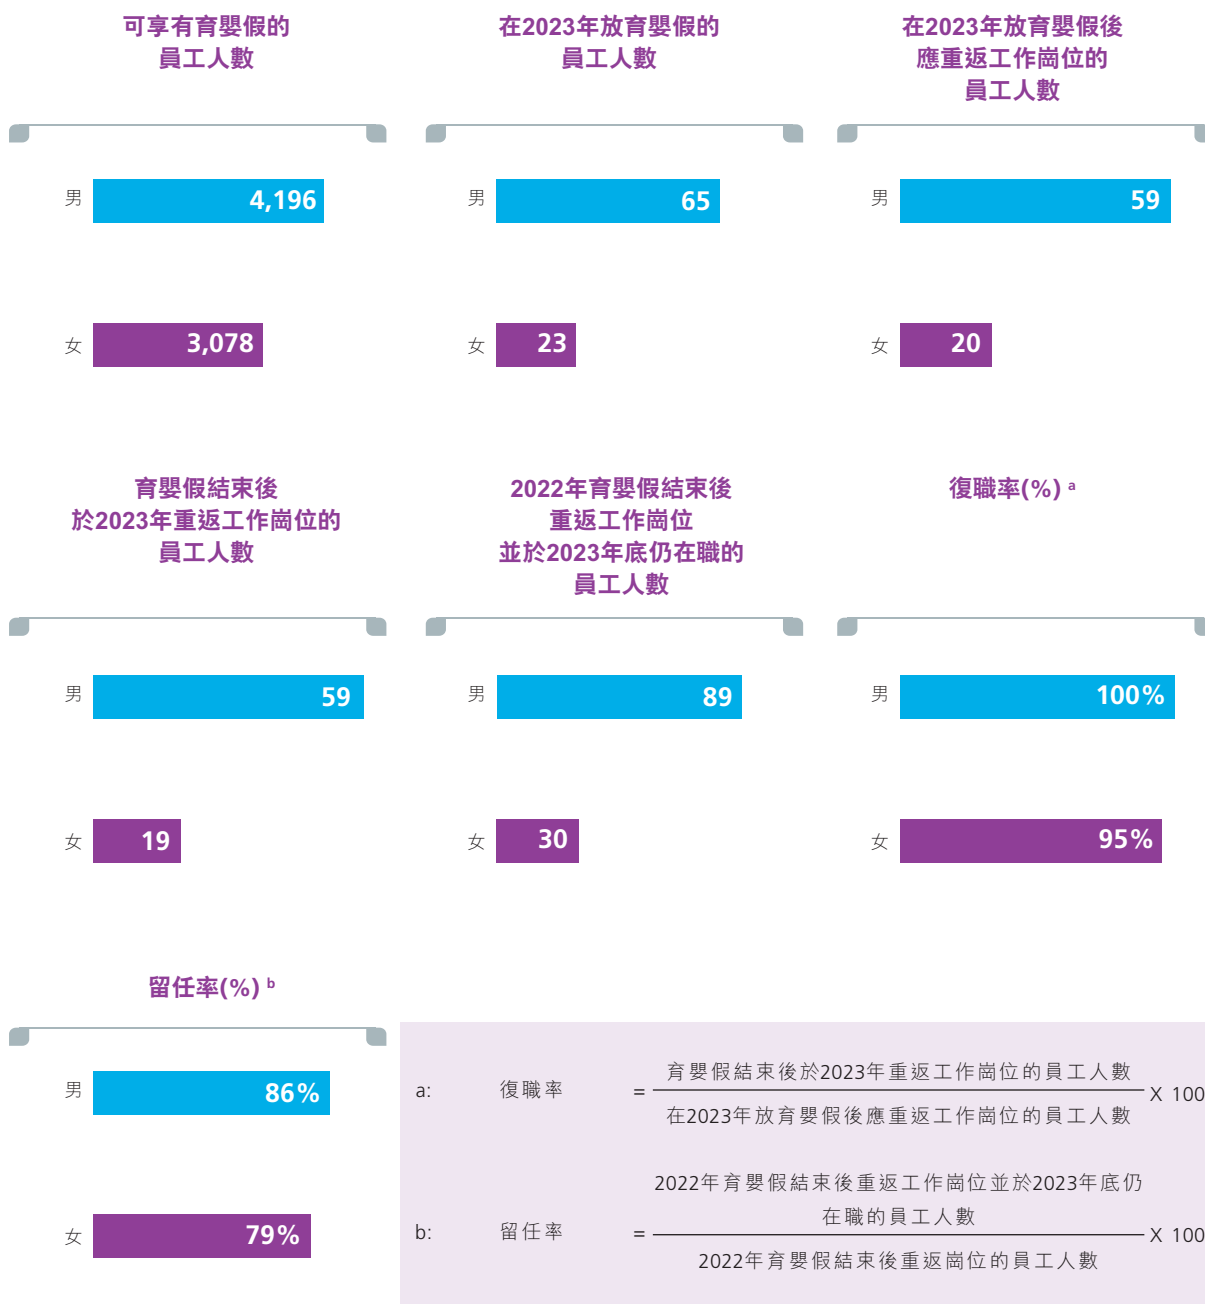 可享有育嬰假的
員工人數
男 4,196
女 3,078
在2023年放育嬰假的
員工人數
男 65
女 23
在2023年放育嬰假後
應重返工作崗位的
員工人數
男 59
女 20
育嬰假結束後
於2023年重返工作崗位的
員工人數
男 59
女 19
2022年育嬰假結束後
重返工作崗位
並於2023年底仍在職的
員工人數
男 89
女 30
復職率(%) a
男 100%
女 95%
留任率(%) b
男 86%
女 79%
a: 復職率 =
育嬰假結束後於2023年重返工作崗位的員工人數
在2023年放育嬰假後應重返工作崗位的員工人數
X 100
b: 留任率 =
2022年育嬰假結束後重返工作崗位並於2023年底仍
在職的員工人數
2022年育嬰假結束後重返崗位的員工人數
X 100